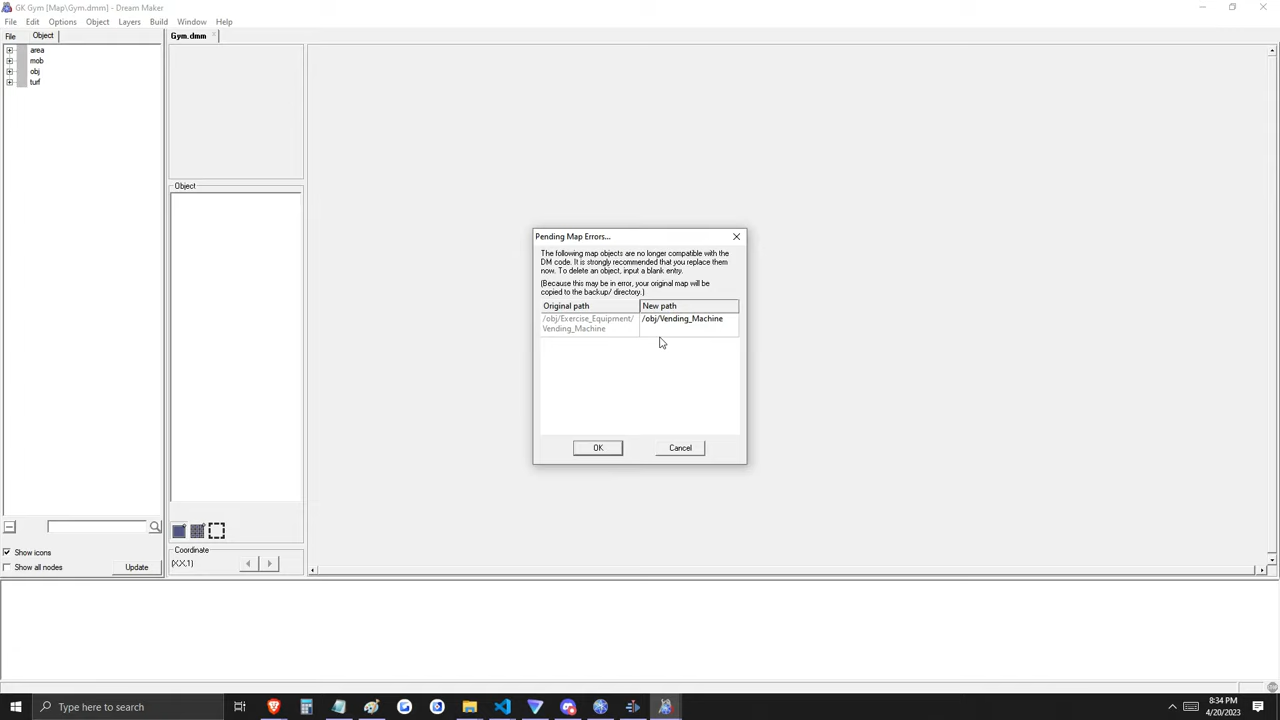 GK Gym [Map\Gym.dmm] - Dream Maker
File Edit Options Object Layers Build Window Help
File Object
Gym.dmm
area
mob
obj
turf
Object
Pending Map Errors...
The following map objects are no longer compatible with the
DM code. It is strongly recommended that you replace them
now. To delete an object, input a blank entry.
(Because this may be in error, your original map will be
copied to the backup/ directory.)
Original path New path
/obj/Exercise_Equipment/ /obj/Vending_Machine
Vending_Machine
OK Cancel
Show icons
Show all nodes Update
Coordinate
(X,X,1)
Type here to search
8:34 PM
4/20/2023